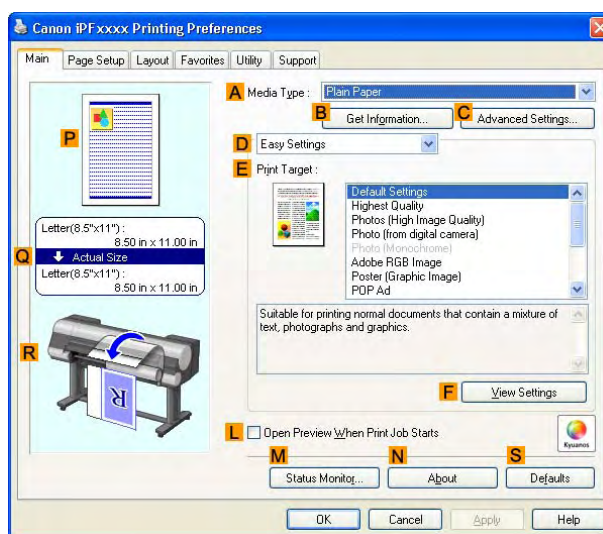 Canon iPFxxxx Printing Preferences
Main Page Setup Layout Favorites Utility Support
A Media Type : Plain Paper
B Get Information... C Advanced Settings...
D Easy Settings
E Print Target :
Default Settings
Highest Quality
Photos (High Image Quality)
Photo (from digital camera)
Photo (Monochrome)
Adobe RGB Image
Poster (Graphic Image)
POP Ad
P
Letter(8.5"x11") :
8.50 in x 11.00 in
Q Actual Size
Letter(8.5"x11") :
8.50 in x 11.00 in
Suitable for printing normal documents that contain a mixture of
text, photographs and graphics.
R
R
F View Settings
L Open Preview When Print Job Starts
Kyuanos
M Status Monitor... N About S Defaults
OK Cancel Apply Help